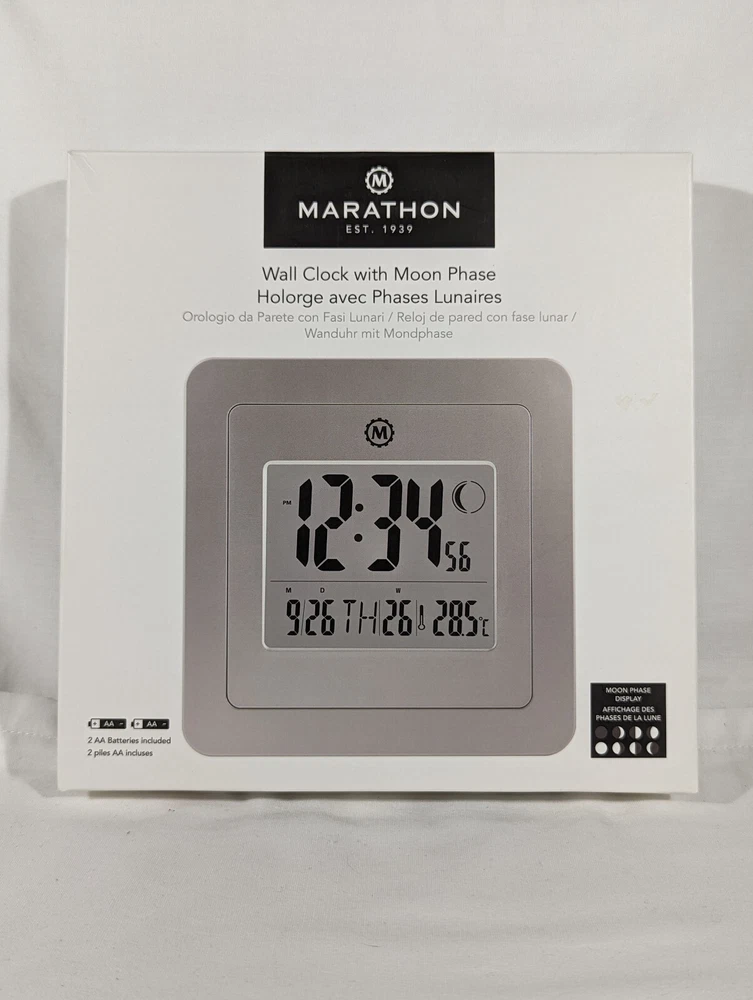 M
MARATHON
EST. 1939
Wall Clock with Moon Phase
Holorge avec Phases Lunaires
Orologio da Parete con Fasi Lunari / Reloj de pared con fase lunar /
Wanduhr mit Mondphase
M
PM 12:34 56
M D W
9 26 TH 26 28.5°C
+ AA - + AA -
2 AA Batteries included
2 piles AA incluses
MOON PHASE
DISPLAY
AFFICHAGE DES
PHASES DE LA LUNE